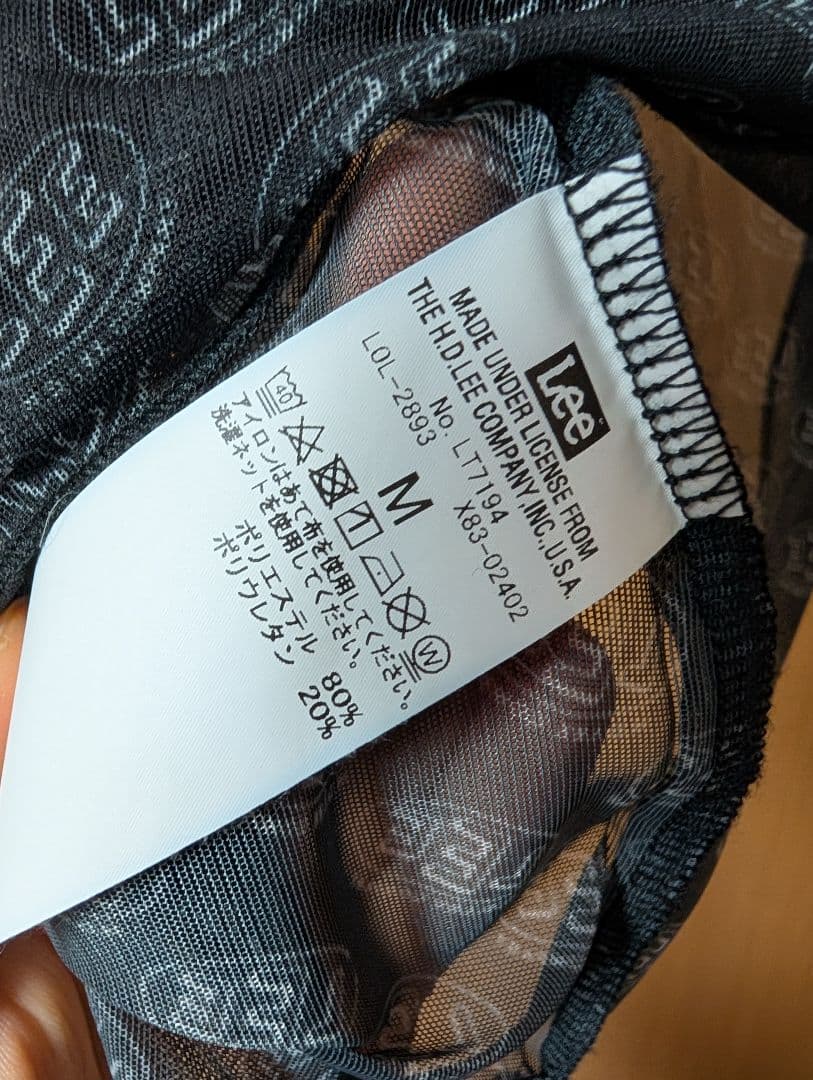 Lee
MADE UNDER LICENSE FROM
THE H.D.LEE COMPANY,INC.,U.S.A.
No. LT7194
LOL-2893 X83-02402
M
40
W
アイロンはあて布を使用してください。
洗濯ネットを使用してください。
ポリエステル 80%
ポリウレタン 20%